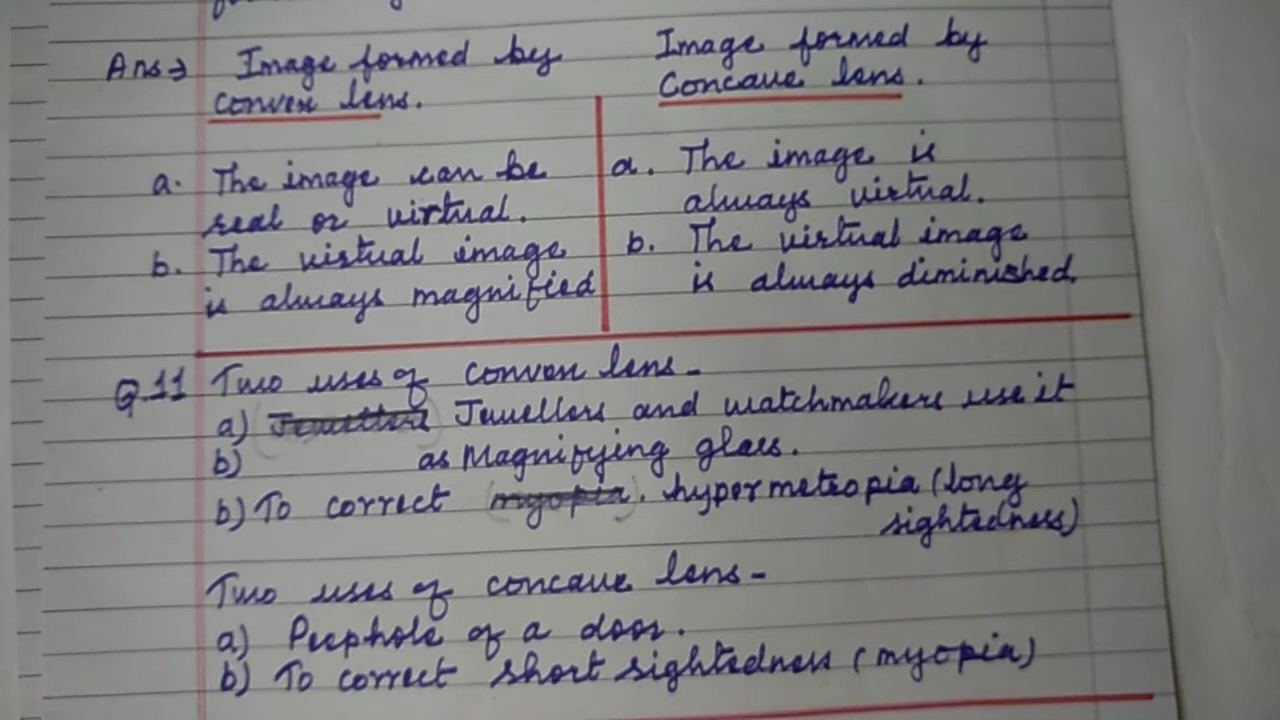 Ans→ Image formed by
convex lens.
Image formed by
Concave lens.
a. The image can be
real or virtual.
b. The virtual image
is always magnified
a. The image is
always virtual.
b. The virtual image
is always diminished.
Q.11 Two uses of convex lens-
a) (Jewellers) Jewellers and watchmakers use it
b) as Magnifying glass.
b) To correct (myopia). hypermetropia (long
sightedness)
Two uses of concave lens-
a) Peephole of a door.
b) To correct short sightedness (myopia)